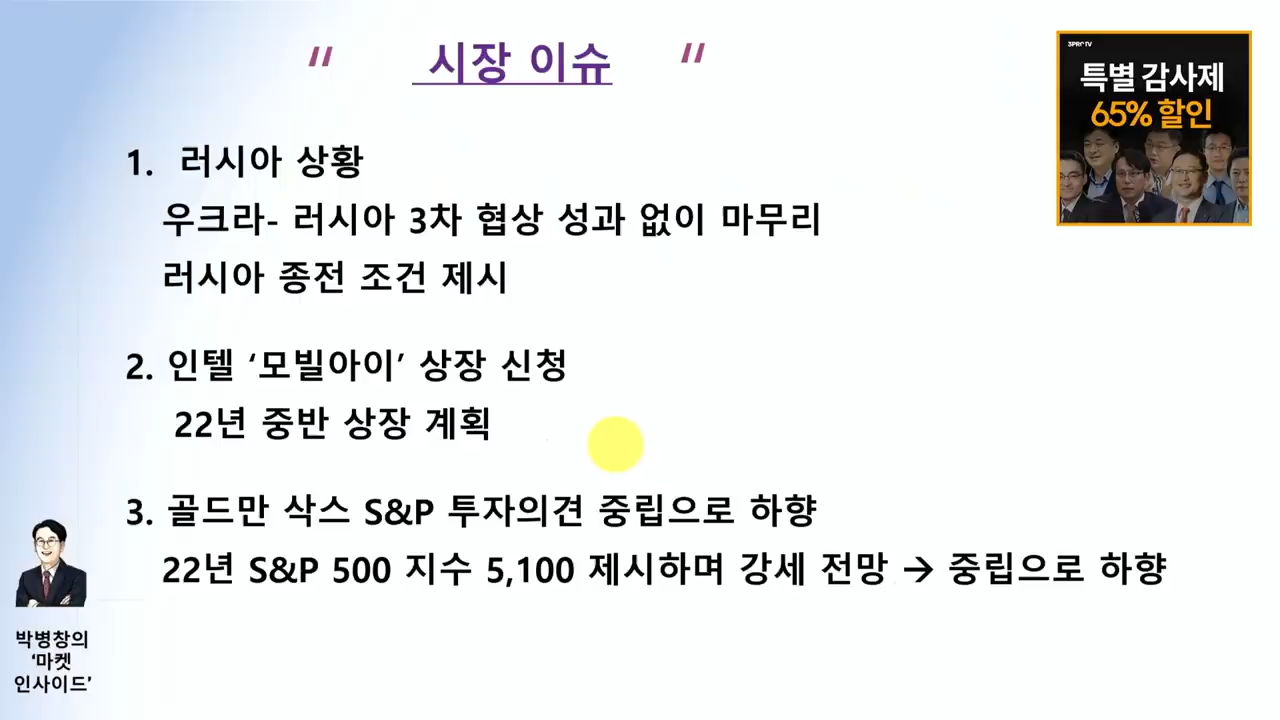 " 시장 이슈 "
3PRO TV
특별 감사제
65% 할인
1. 러시아 상황
우크라- 러시아 3차 협상 성과 없이 마무리
러시아 종전 조건 제시
2. 인텔 ‘모빌아이’ 상장 신청
22년 중반 상장 계획
3. 골드만 삭스 S&P 투자의견 중립으로 하향
22년 S&P 500 지수 5,100 제시하며 강세 전망 → 중립으로 하향
박병창의
‘마켓
인사이드’